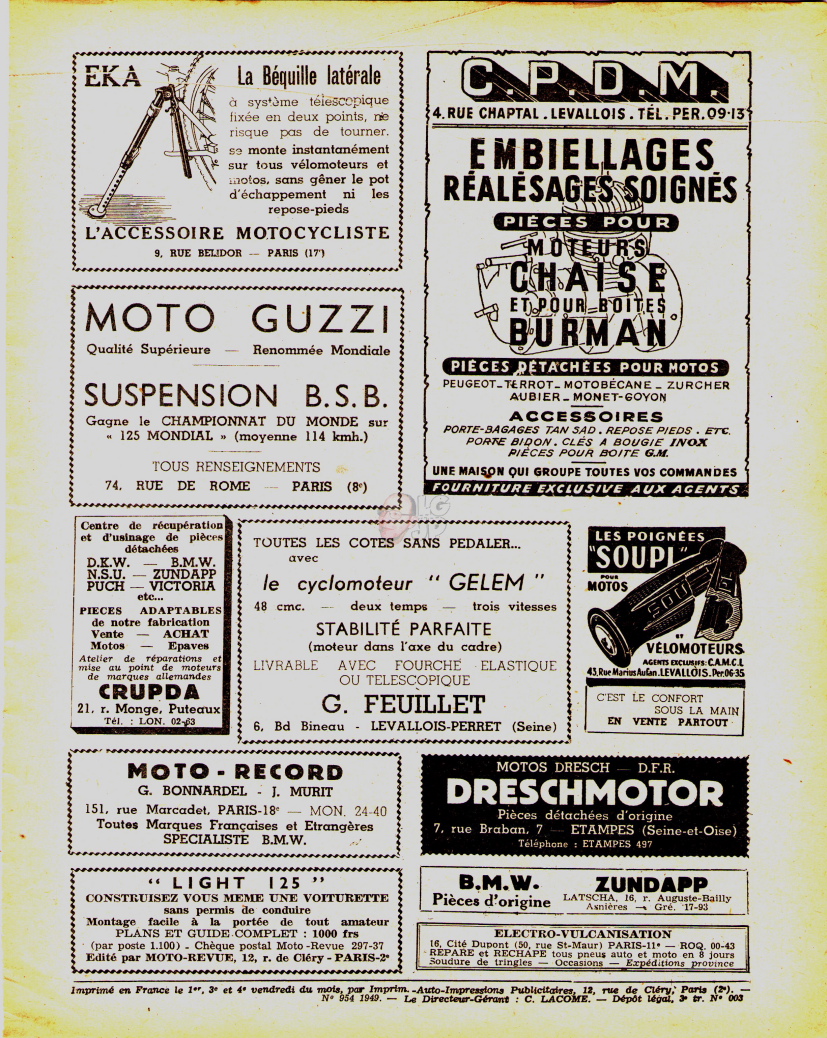 EKA
La Béquille latérale
à système télescopique
fixée en deux points, ne
risque pas de tourner.
se monte instantanément
sur tous vélomoteurs et
motos, sans gêner le pot
d'échappement ni les
repose-pieds
L'ACCESSOIRE MOTOCYCLISTE
9, RUE BELIDOR — PARIS (17')
MOTO GUZZI
Qualité Supérieure — Renommée Mondiale
SUSPENSION B.S.B.
Gagne le CHAMPIONNAT DU MONDE sur
« 125 MONDIAL » (moyenne 114 kmh.)
TOUS RENSEIGNEMENTS
74, RUE DE ROME — PARIS (8e)
C.P.D.M.
4. RUE CHAPTAL . LEVALLOIS . TÉL. PER. 09-13
EMBIELLAGES
RÉALÉSAGES SOIGNÉS
PIÈCES POUR
MOTEURS
CHAISE
ET POUR BOITES
BURMAN
PIÈCES DÉTACHÉES POUR MOTOS
PEUGEOT_TERROT_MOTOBÉCANE_ZURCHER
AUBIER_MONET-GOYON
ACCESSOIRES
PORTE-BAGAGES TAN SAD . REPOSE PIEDS . ETC.
PORTE BIDON . CLÉS A BOUGIE INOX
PIÈCES POUR BOITE G.M.
UNE MAISON QUI GROUPE TOUTES VOS COMMANDES
FOURNITURE EXCLUSIVE AUX AGENTS
Centre de récupération
et d'usinage de pièces
détachées
D.K.W. — B.M.W.
N.S.U. — ZUNDAPP
PUCH — VICTORIA
etc...
PIECES ADAPTABLES
de notre fabrication
Vente — ACHAT
Motos — Epaves
Atelier de réparations et
mise au point de moteurs
de marques allemandes
CRUPDA
21, r. Monge, Puteaux
Tél. : LON. 02-63
TOUTES LES COTES SANS PEDALER...
avec
le cyclomoteur " GELEM "
48 cmc. — deux temps — trois vitesses
STABILITÉ PARFAITE
(moteur dans l'axe du cadre)
LIVRABLE AVEC FOURCHE ELASTIQUE
OU TELESCOPIQUE
G. FEUILLET
6, Bd Bineau - LEVALLOIS-PERRET (Seine)
LES POIGNÉES
"SOUPL"
POUR
MOTOS
SOUPL
ET
VÉLOMOTEURS
AGENTS EXCLUSIFS: C.A.M.C.L
43, Rue Marius Aufan. LEVALLOIS. Per. 06-35
C'EST LE CONFORT
SOUS LA MAIN
EN VENTE PARTOUT
MOTO - RECORD
G. BONNARDEL - J. MURIT
151, rue Marcadet, PARIS-18e — MON. 24-40
Toutes Marques Françaises et Etrangères
SPECIALISTE B.M.W.
MOTOS DRESCH — D.F.R.
DRESCHMOTOR
Pièces détachées d'origine
7, rue Braban, 7 — ETAMPES (Seine-et-Oise)
Téléphone : ETAMPES 497
" LIGHT 125 "
CONSTRUISEZ VOUS MEME UNE VOITURETTE
sans permis de conduire
Montage facile à la portée de tout amateur
PLANS ET GUIDE COMPLET : 1000 frs
(par poste 1.100) - Chèque postal Moto-Revue 297-37
Edité par MOTO-REVUE, 12, r. de Cléry - PARIS-2e
B.M.W.
Pièces d'origine
ZUNDAPP
LATSCHA, 16, r. Auguste-Bailly
Asnières — Gré. 17-93
ELECTRO-VULCANISATION
16, Cité Dupont (50, rue St-Maur) PARIS-11e — ROQ. 00-43
REPARE et RECHAPE tous pneus auto et moto en 8 jours
Soudure de tringles — Occasions — Expéditions province
Imprimé en France le 1er, 3e et 4e vendredi du mois, par Imprim.-Auto-Impressions Publicitaires, 12, rue de Cléry, Paris (2e). —
No 954 1949. — Le Directeur-Gérant : C. LACOME. — Dépôt légal, 3e tr. No 003